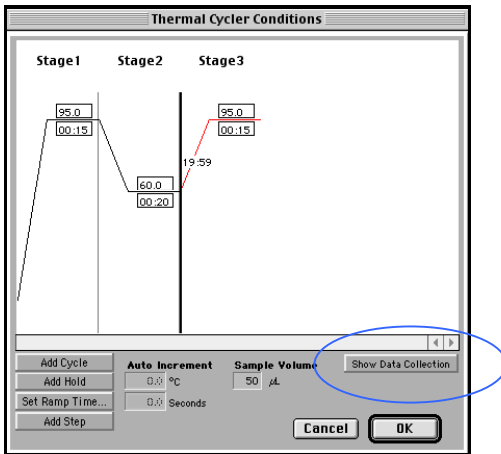 Thermal Cycler Conditions
Stage1 Stage2 Stage3
95.0 95.0
00:15 00:15
19:59
60.0
00:20
Add Cycle Auto Increment Sample Volume Show Data Collection
Add Hold 0.0 °C 50 µL
Set Ramp Time... 0.0 Seconds
Add Step Cancel OK